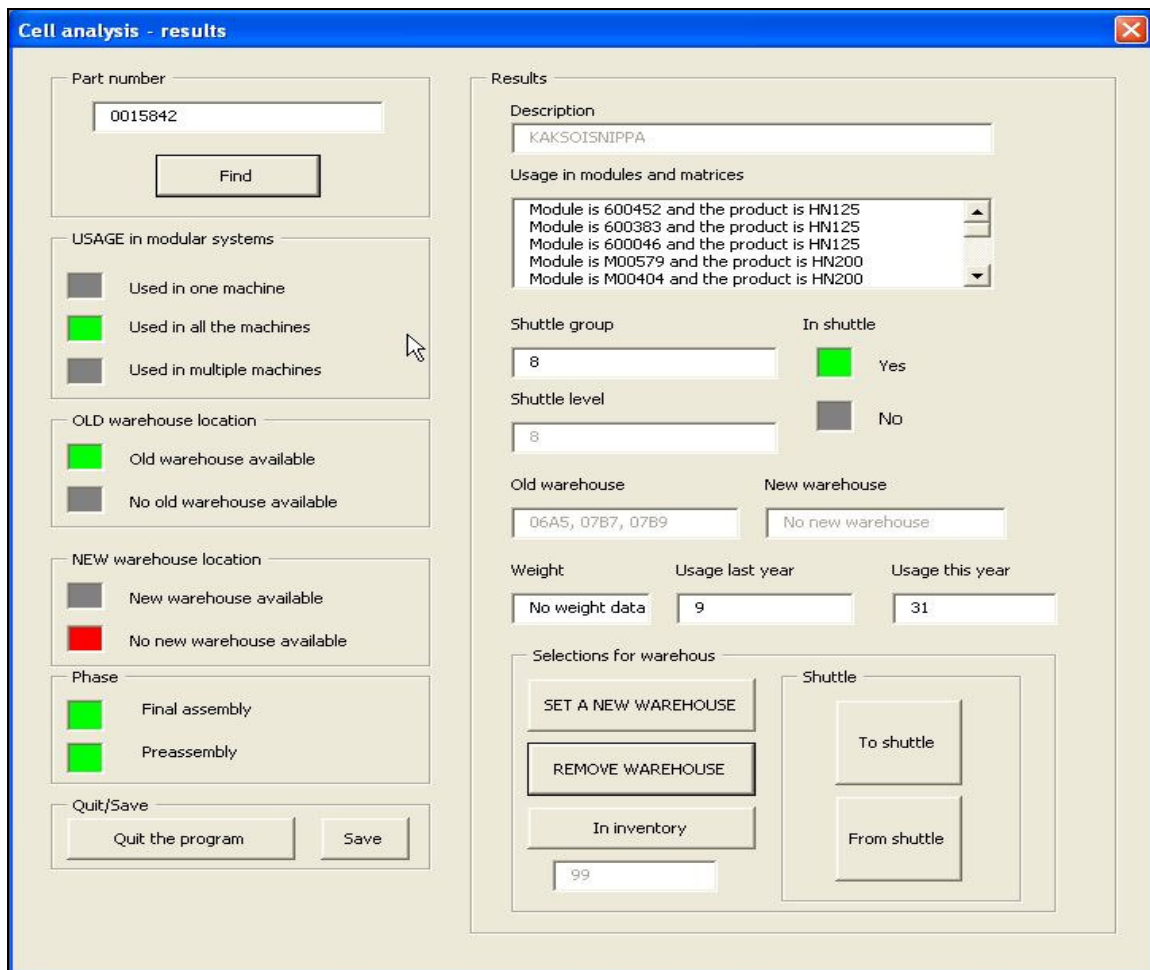 Cell analysis - results
Part number
0015842
Find
USAGE in modular systems
Used in one machine
Used in all the machines
Used in multiple machines
OLD warehouse location
Old warehouse available
No old warehouse available
NEW warehouse location
New warehouse available
No new warehouse available
Phase
Final assembly
Preassembly
Quit/Save
Quit the program
Save
Results
Description
KAKSOISNIPPA
Usage in modules and matrices
Module is 600452 and the product is HN125
Module is 600383 and the product is HN125
Module is 600046 and the product is HN125
Module is M00579 and the product is HN200
Module is M00404 and the product is HN200
Shuttle group
8
In shuttle
Yes
No
Shuttle level
8
Old warehouse
06A5, 07B7, 07B9
New warehouse
No new warehouse
Weight
No weight data
Usage last year
9
Usage this year
31
Selections for warehous
SET A NEW WAREHOUSE
REMOVE WAREHOUSE
In inventory
99
Shuttle
To shuttle
From shuttle